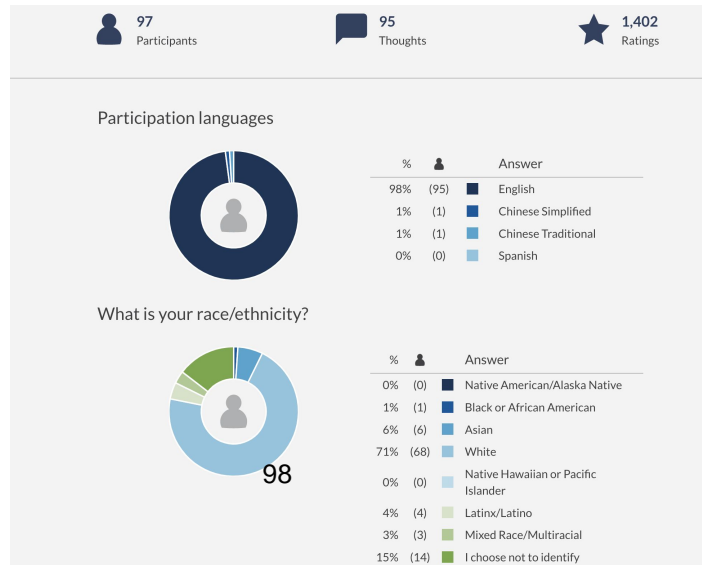 97
Participants
95
Thoughts
1,402
Ratings
Participation languages
% Answer
98% (95) English
1% (1) Chinese Simplified
1% (1) Chinese Traditional
0% (0) Spanish
What is your race/ethnicity?
% Answer
0% (0) Native American/Alaska Native
1% (1) Black or African American
6% (6) Asian
71% (68) White
0% (0) Native Hawaiian or Pacific
Islander
4% (4) Latinx/Latino
3% (3) Mixed Race/Multiracial
15% (14) I choose not to identify
98